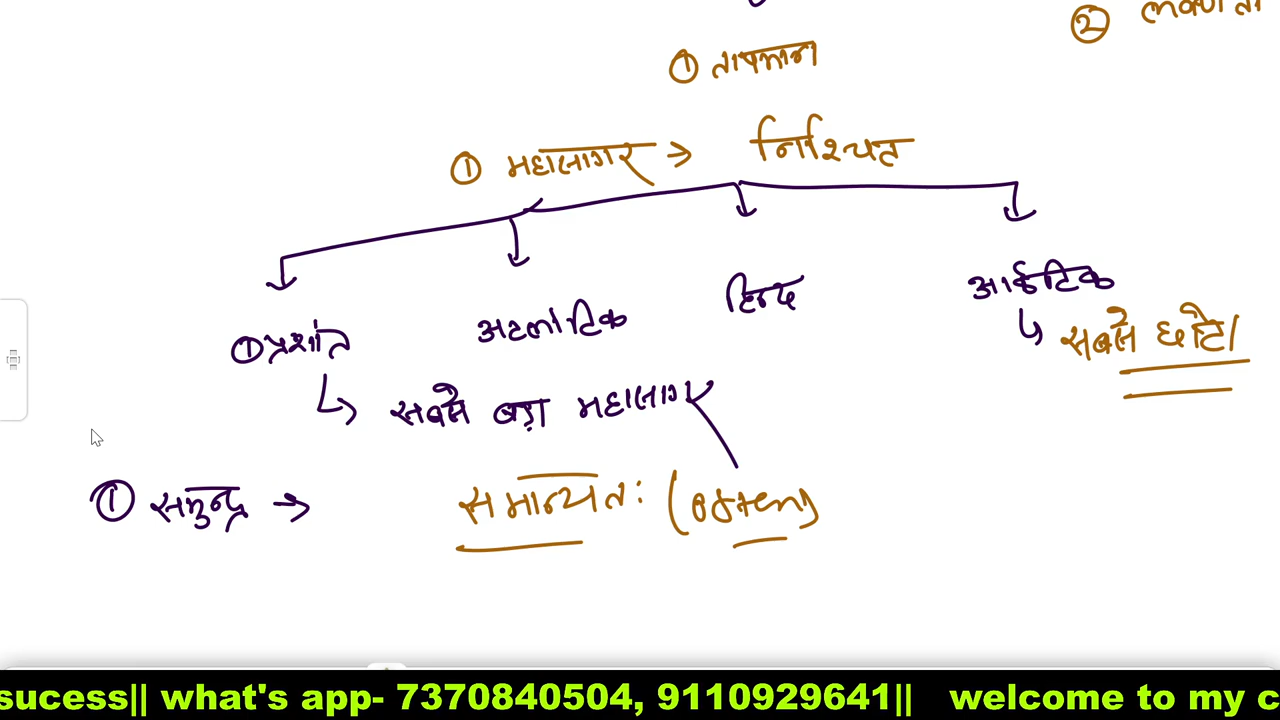 ② लवणता
① तापमान
① महासागर → निश्चित
① प्रशांत अटलांटिक हिन्द आर्कटिक
सबसे छोटा
सबसे बड़ा महासागर
① समुन्द्र → समान्यतः (
sucess|| what's app- 7370840504, 9110929641|| welcome to my c